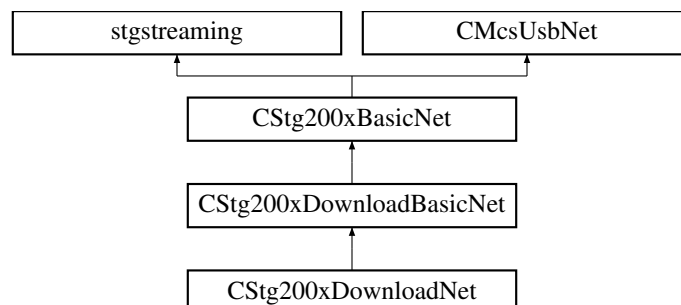 stgstreaming
CMcsUsbNet
CStg200xBasicNet
CStg200xDownloadBasicNet
CStg200xDownloadNet